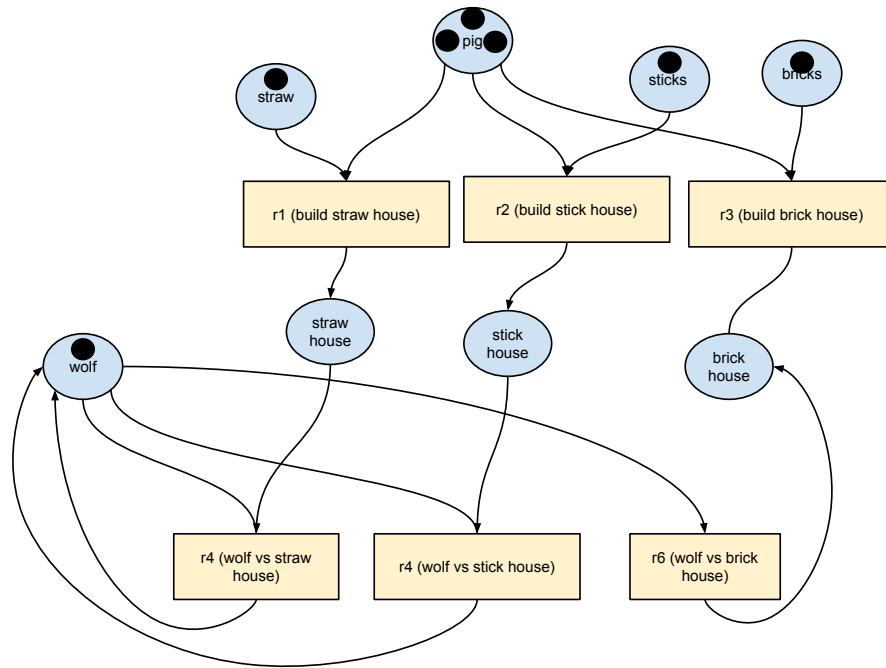 pig
straw
sticks
bricks
r1 (build straw house)
r2 (build stick house)
r3 (build brick house)
straw
house
stick
house
brick
house
wolf
r4 (wolf vs straw
house)
r4 (wolf vs stick house)
r6 (wolf vs brick
house)